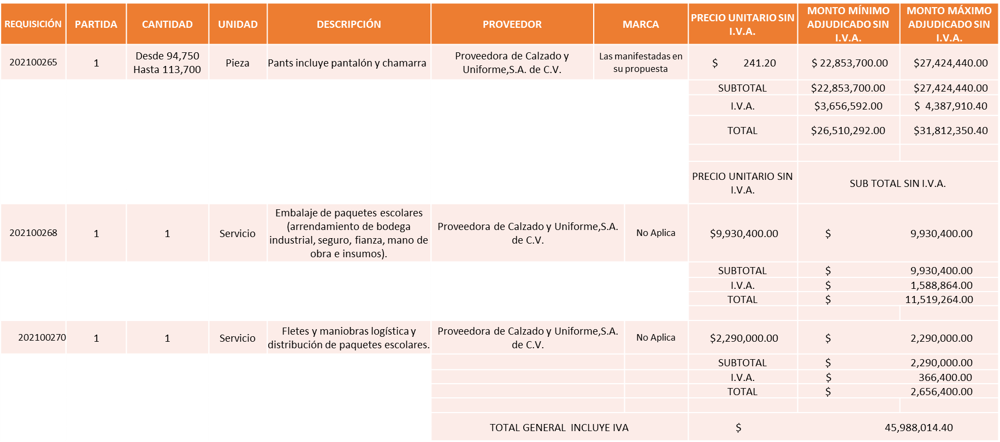 REQUISICIÓN PARTIDA CANTIDAD UNIDAD DESCRIPCIÓN PROVEEDOR MARCA PRECIO UNITARIO SIN I.V.A. MONTO MÍNIMO ADJUDICADO SIN I.V.A. MONTO MÁXIMO ADJUDICADO SIN I.V.A.
202100265 1 Desde 94,750 Hasta 113,700 Pieza Pants incluye pantalón y chamarra Proveedora de Calzado y Uniforme,S.A. de C.V. Las manifestadas en su propuesta $ 241.20 $ 22,853,700.00 $27,424,440.00
SUBTOTAL $22,853,700.00 $27,424,440.00
I.V.A. $3,656,592.00 $ 4,387,910.40
TOTAL $26,510,292.00 $31,812,350.40
PRECIO UNITARIO SIN I.V.A. SUB TOTAL SIN I.V.A.
202100268 1 1 Servicio Embalaje de paquetes escolares (arrendamiento de bodega industrial, seguro, fianza, mano de obra e insumos). Proveedora de Calzado y Uniforme,S.A. de C.V. No Aplica $9,930,400.00 $ 9,930,400.00
SUBTOTAL $ 9,930,400.00
I.V.A. $ 1,588,864.00
TOTAL $ 11,519,264.00
202100270 1 1 Servicio Fletes y maniobras logística y distribución de paquetes escolares. Proveedora de Calzado y Uniforme,S.A. de C.V. No Aplica $2,290,000.00 $ 2,290,000.00
SUBTOTAL $ 2,290,000.00
I.V.A. $ 366,400.00
TOTAL $ 2,656,400.00
TOTAL GENERAL INCLUYE IVA $ 45,988,014.40